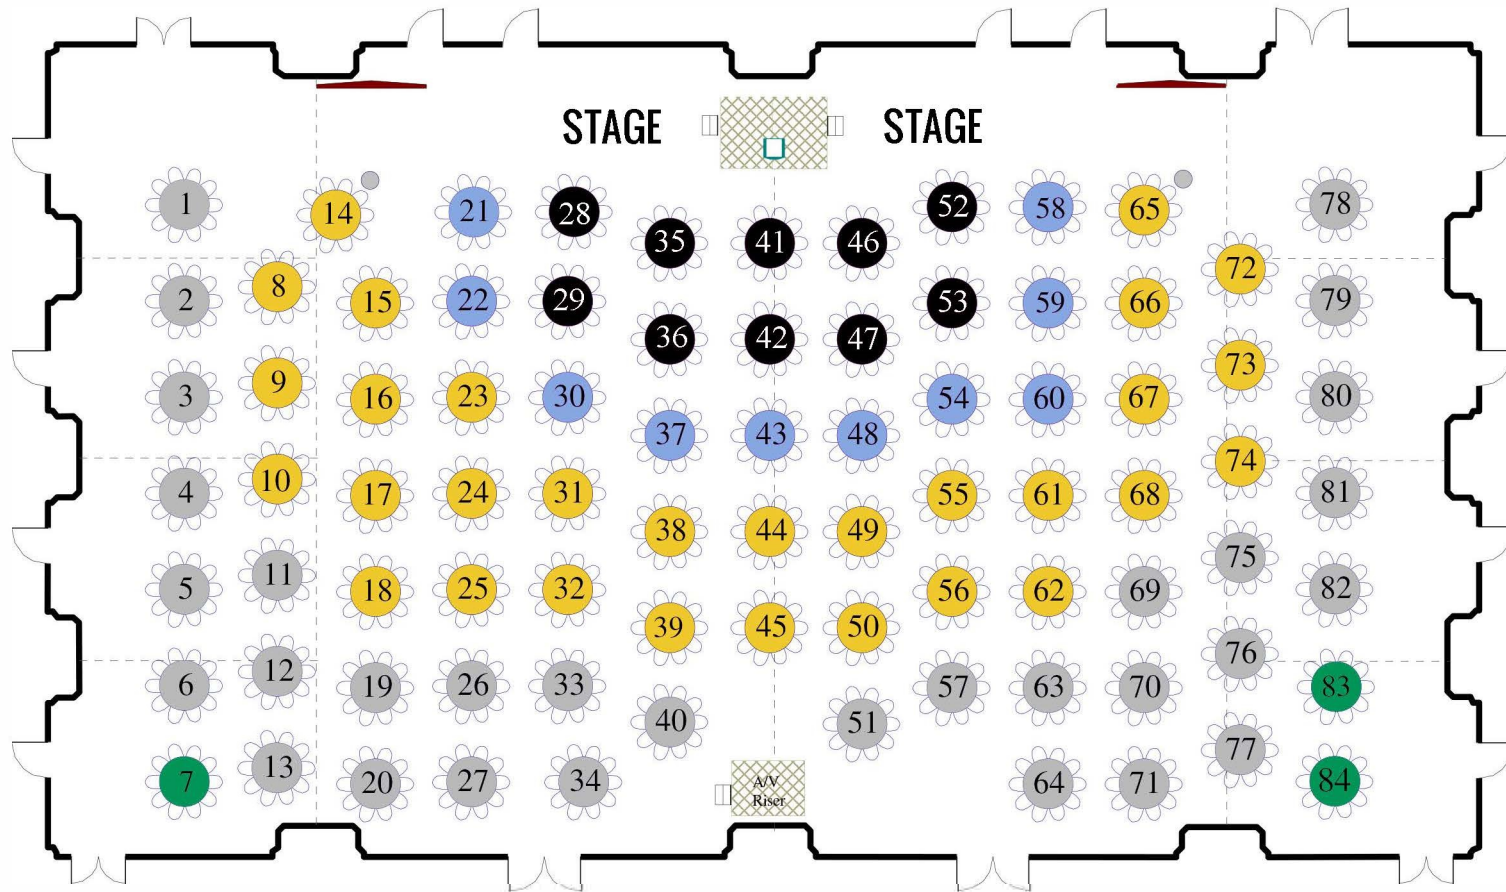 STAGE STAGE
1 14 21 28 35 41 46 52 58 65 72 78
2 8 15 22 29 36 42 47 53 59 66 73 79
3 9 16 23 30 37 43 48 54 60 67 74 80
4 10 17 24 31 38 44 49 55 61 68 75 81
5 11 18 25 32 39 45 50 56 62 69 76 82
6 12 19 26 33 40 51 57 63 70 77 83
7 13 20 27 34 64 71 84
A/V
Riser